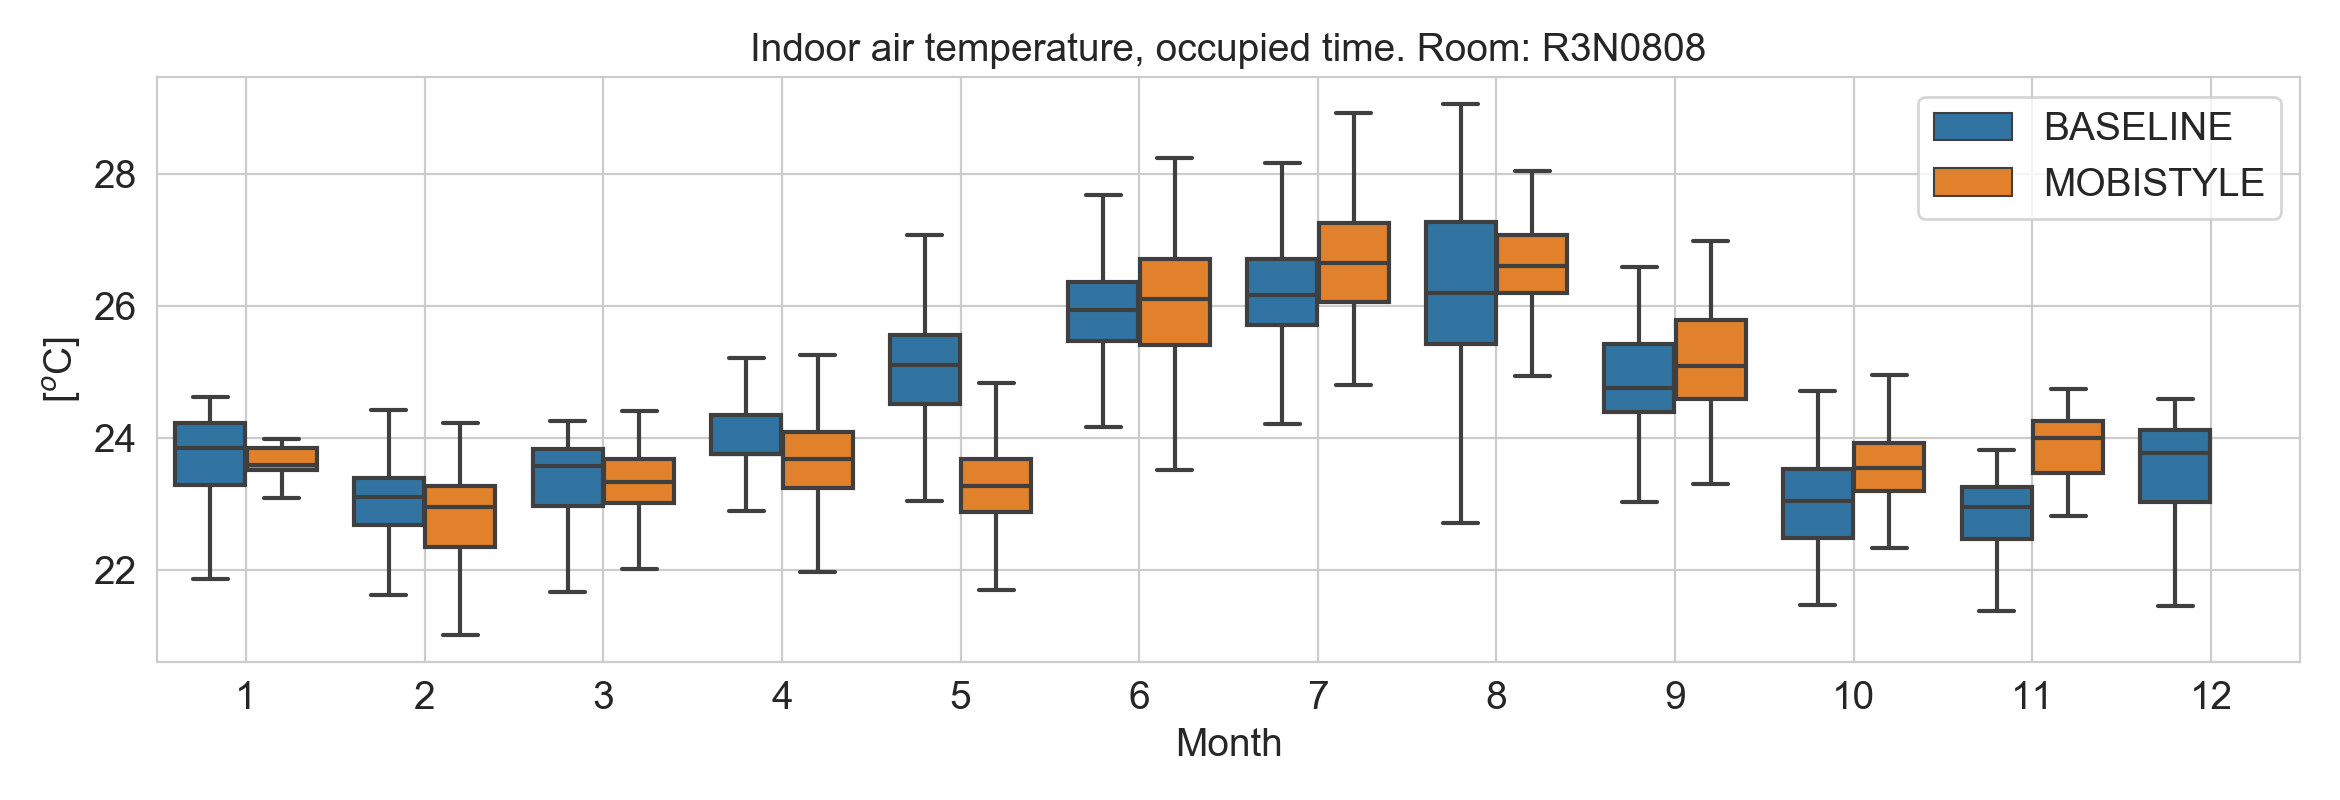 Indoor air temperature, occupied time. Room: R3N0808
BASELINE
MOBISTYLE
28
26
24
22
[°C]
1 2 3 4 5 6 7 8 9 10 11 12
Month